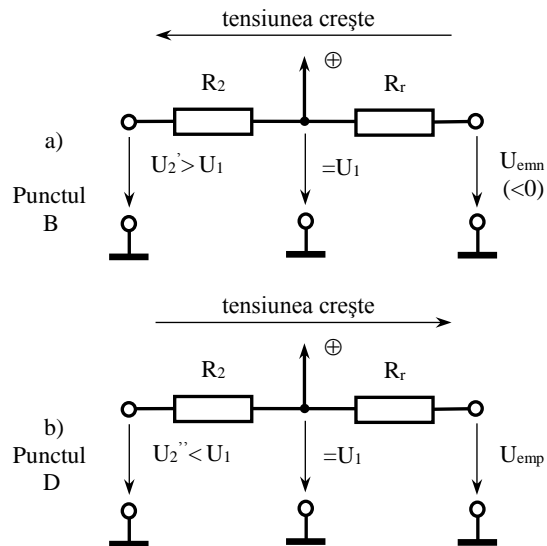 tensiunea creşte
⊕
R2 Rr
a)
U2'>U1 =U1 Uemn
(<0)
Punctul
B
tensiunea creşte
⊕
R2 Rr
b)
Punctul
D
U2''<U1 =U1 Uemp